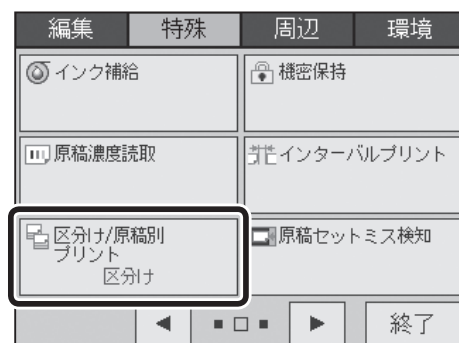 編集 特殊 周辺 環境
インク補給 機密保持
原稿濃度読取 インターバルプリント
区分け/原稿別 原稿セットミス検知
プリント
区分け
終了